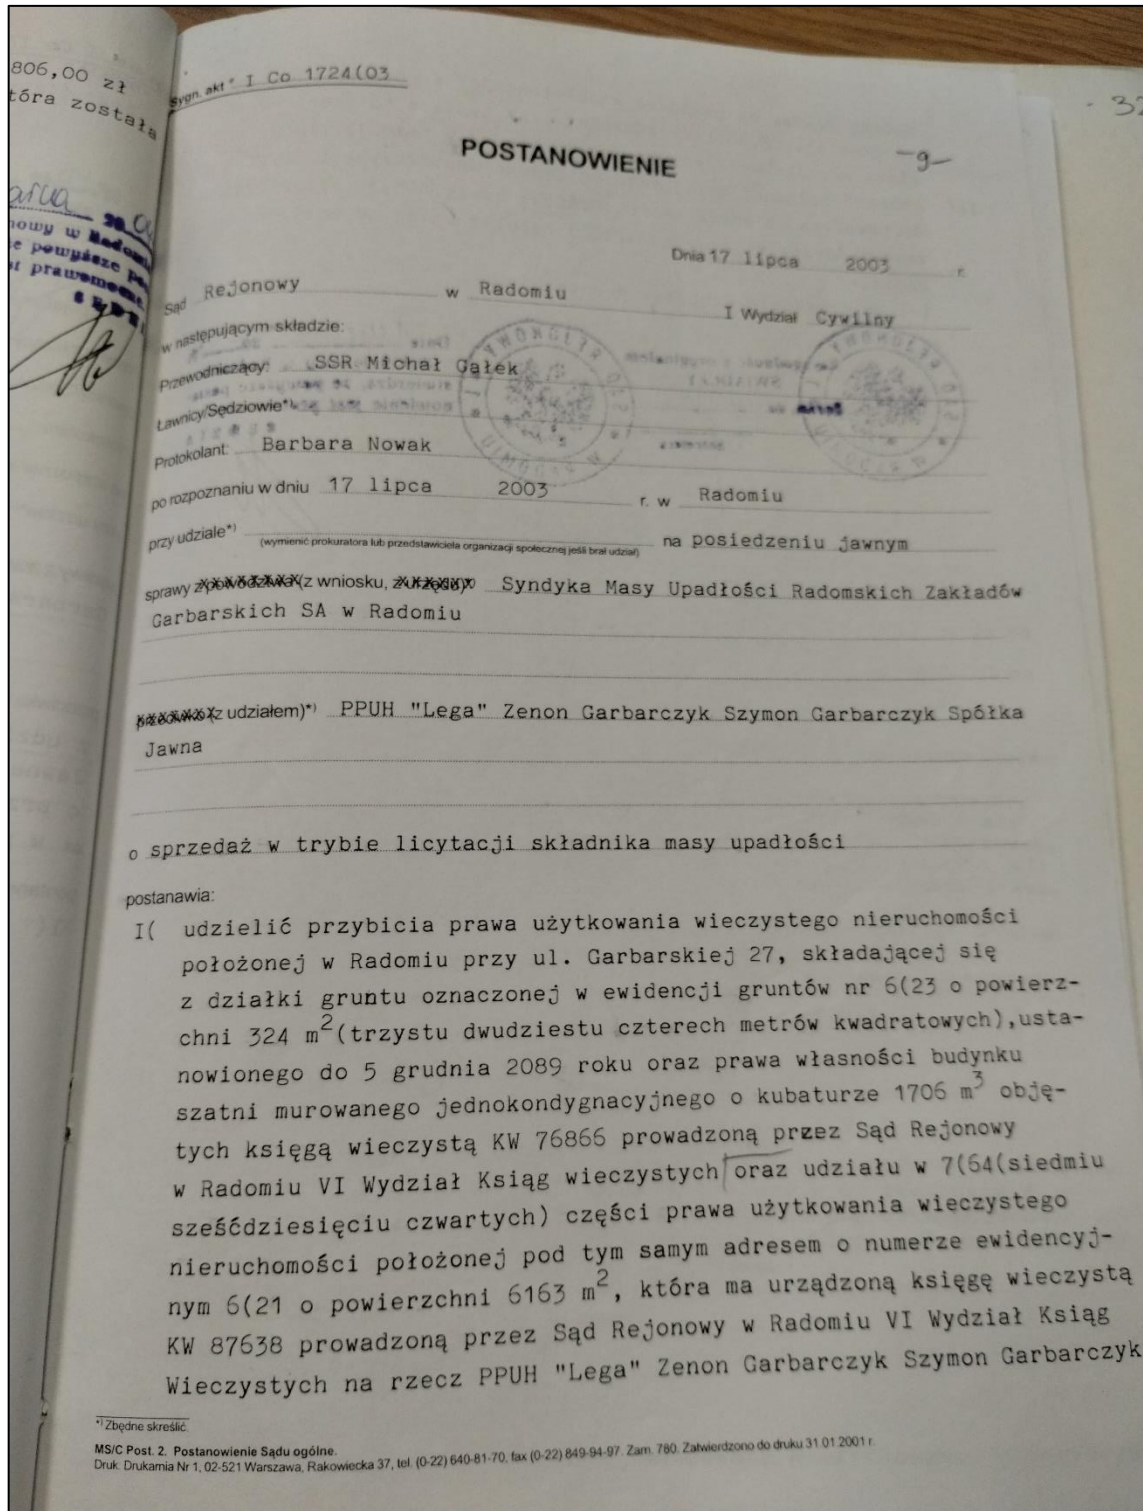 806,00 zł
tóra została
Sygn. akt * I Co 1724(03
32
POSTANOWIENIE
-9-
Dnia 17 lipca 2003 r.
Sąd Rejonowy w Radomiu
I Wydział Cywilny
w następującym składzie:
Przewodniczący: SSR Michał Gałek
Ławnicy/Sędziowie*)
Protokolant: Barbara Nowak
po rozpoznaniu w dniu 17 lipca 2003 r. w Radomiu
przy udziale*) na posiedzeniu jawnym
(wymienić prokuratora lub przedstawiciela organizacji społecznej jeśli brał udział)
sprawy z powództwa (z wniosku, z urzędu)*) Syndyka Masy Upadłości Radomskich Zakładów
Garbarskich SA w Radomiu
przeciwko (z udziałem)*) PPUH "Lega" Zenon Garbarczyk Szymon Garbarczyk Spółka
Jawna
o sprzedaż w trybie licytacji składnika masy upadłości
postanawia:
I( udzielić przybicia prawa użytkowania wieczystego nieruchomości
położonej w Radomiu przy ul. Garbarskiej 27, składającej się
z działki gruntu oznaczonej w ewidencji gruntów nr 6(23 o powierz-
chni 324 m²(trzystu dwudziestu czterech metrów kwadratowych),usta-
nowionego do 5 grudnia 2089 roku oraz prawa własności budynku
szatni murowanego jednokondygnacyjnego o kubaturze 1706 m³ obję-
tych księgą wieczystą KW 76866 prowadzoną przez Sąd Rejonowy
w Radomiu VI Wydział Ksiąg wieczystych oraz udziału w 7(64(siedmiu
sześćdziesięciu czwartych) części prawa użytkowania wieczystego
nieruchomości położonej pod tym samym adresem o numerze ewidencyj-
nym 6(21 o powierzchni 6163 m², która ma urządzoną księgę wieczystą
KW 87638 prowadzoną przez Sąd Rejonowy w Radomiu VI Wydział Ksiąg
Wieczystych na rzecz PPUH "Lega" Zenon Garbarczyk Szymon Garbarczyk
*) Zbędne skreślić.
MS/C Post. 2. Postanowienie Sądu ogólne.
Druk. Drukarnia Nr 1, 02-521 Warszawa, Rakowiecka 37, tel. (0-22) 640-81-70, fax (0-22) 849-94-97. Zam. 780. Zatwierdzono do druku 31.01.2001 r.